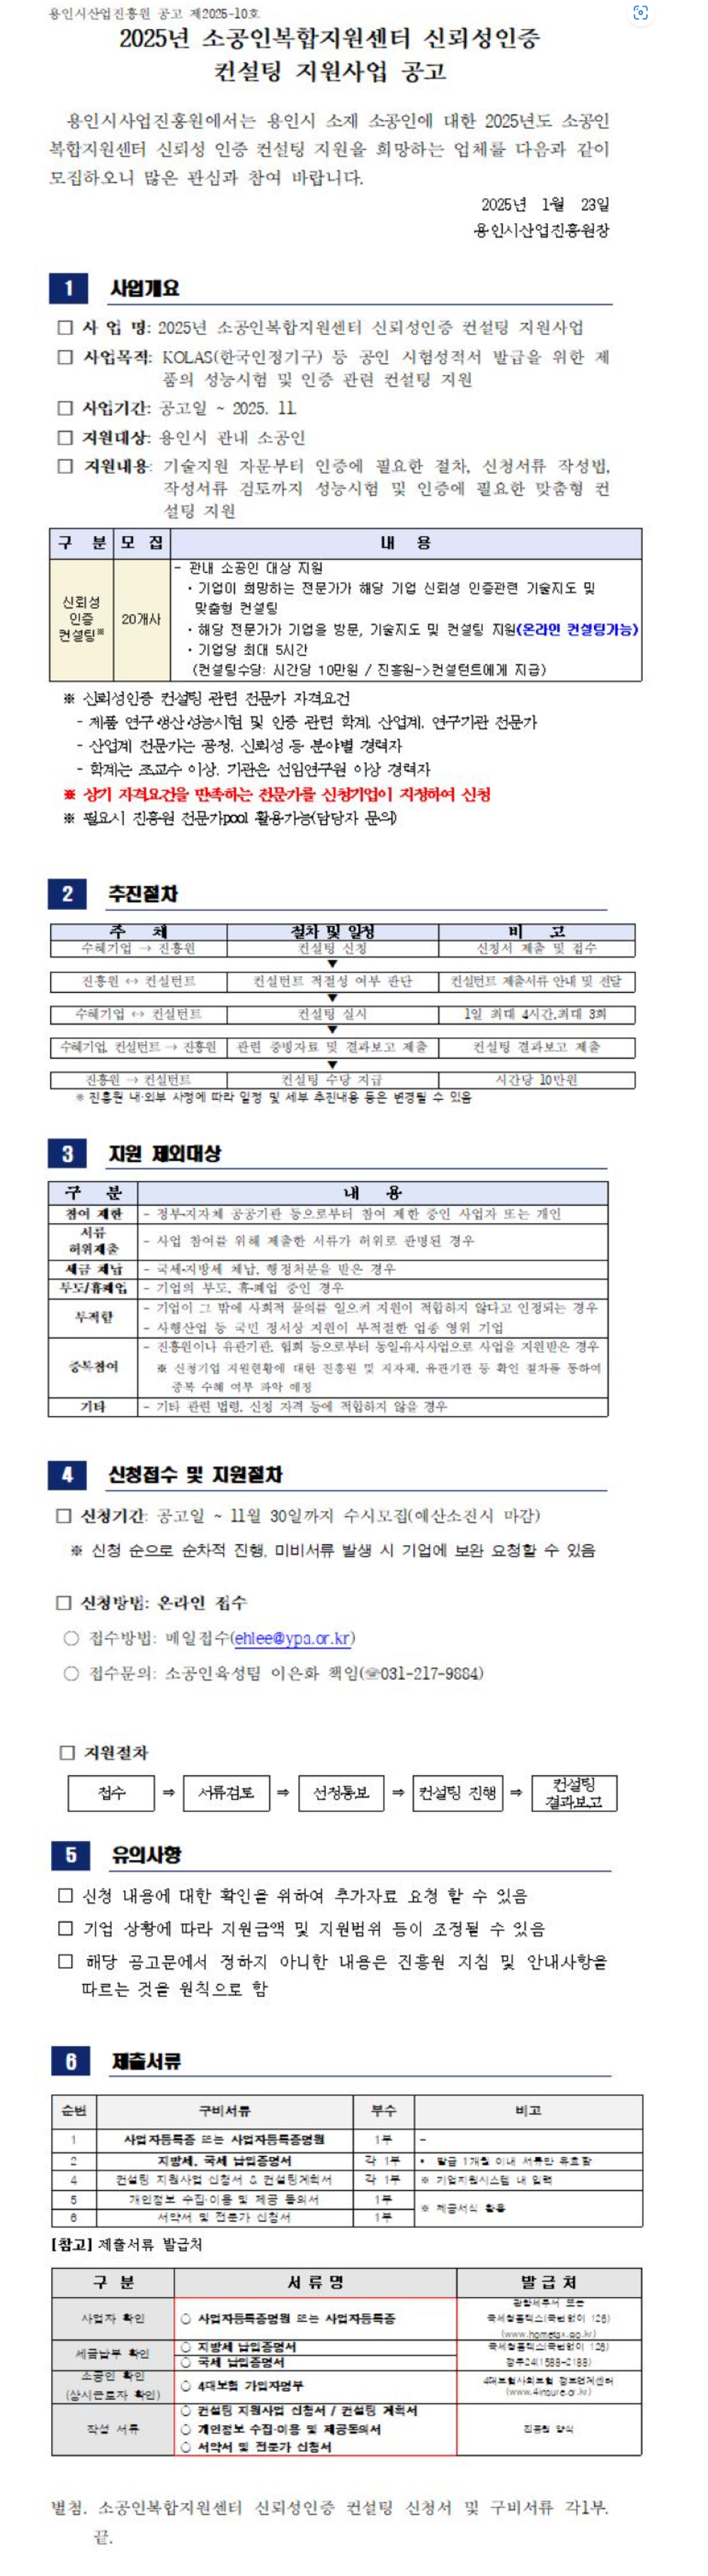 용인시산업진흥원 공고 제2025-10호
2025년 소공인복합지원센터 신뢰성인증
컨설팅 지원사업 공고
용인시사업진흥원에서는 용인시 소재 소공인에 대한 2025년도 소공인
복합지원센터 신뢰성 인증 컨설팅 지원을 희망하는 업체를 다음과 같이
모집하오니 많은 관심과 참여 바랍니다.
2025년 1월 23일
용인시산업진흥원장
1 사업개요
□ 사 업 명: 2025년 소공인복합지원센터 신뢰성인증 컨설팅 지원사업
□ 사업목적: KOLAS(한국인정기구) 등 공인 시험성적서 발급을 위한 제
품의 성능시험 및 인증 관련 컨설팅 지원
□ 사업기간: 공고일 ~ 2025. 11.
□ 지원대상: 용인시 관내 소공인
□ 지원내용: 기술지원 자문부터 인증에 필요한 절차, 신청서류 작성법,
작성서류 검토까지 성능시험 및 인증에 필요한 맞춤형 컨
설팅 지원
구 분 모 집 내 용
신뢰성
인증
컨설팅※
20개사
- 관내 소공인 대상 지원
・기업이 희망하는 전문가가 해당 기업 신뢰성 인증관련 기술지도 및
맞춤형 컨설팅
・해당 전문가가 기업을 방문, 기술지도 및 컨설팅 지원(온라인 컨설팅가능)
・기업당 최대 5시간
(컨설팅수당: 시간당 10만원 / 진흥원->컨설턴트에게 지급)
※ 신뢰성인증 컨설팅 관련 전문가 자격요건
- 제품 연구·생산·성능시험 및 인증 관련 학계, 산업계, 연구기관 전문가
- 산업계 전문가는 공정, 신뢰성 등 분야별 경력자
- 학계는 조교수 이상, 기관은 선임연구원 이상 경력자
※ 상기 자격요건을 만족하는 전문가를 신청기업이 지정하여 신청
※ 필요시 진흥원 전문가pool 활용가능(담당자 문의)
2 추진절차
주 체 절차 및 일정 비 고
수혜기업 → 진흥원 컨설팅 신청 신청서 제출 및 접수
▼
진흥원 ↔ 컨설턴트 컨설턴트 적절성 여부 판단 컨설턴트 제출서류 안내 및 전달
▼
수혜기업 ↔ 컨설턴트 컨설팅 실시 1일 최대 4시간,최대 3회
▼
수혜기업, 컨설턴트 → 진흥원 관련 증빙자료 및 결과보고 제출 컨설팅 결과보고 제출
▼
진흥원 → 컨설턴트 컨설팅 수당 지급 시간당 10만원
※ 진흥원 내·외부 사정에 따라 일정 및 세부 추진내용 등은 변경될 수 있음
3 지원 제외대상
구 분 내 용
참여 제한 - 정부·지자체 공공기관 등으로부터 참여 제한 중인 사업자 또는 개인
서류
허위제출
- 사업 참여를 위해 제출한 서류가 허위로 판명된 경우
세금 체납 - 국세·지방세 체납, 행정처분을 받은 경우
부도/휴폐업 - 기업의 부도, 휴·폐업 중인 경우
부적합
- 기업이 그 밖에 사회적 물의를 일으켜 지원이 적합하지 않다고 인정되는 경우
- 사행산업 등 국민 정서상 지원이 부적절한 업종 영위 기업
중복참여
- 진흥원이나 유관기관, 협회 등으로부터 동일·유사사업으로 사업을 지원받은 경우
※ 신청기업 지원현황에 대한 진흥원 및 지자체, 유관기관 등 확인 절차를 통하여
중복 수혜 여부 파악 예정
기타 - 기타 관련 법령, 신청 자격 등에 적합하지 않을 경우
4 신청접수 및 지원절차
□ 신청기간: 공고일 ~ 11월 30일까지 수시모집(예산소진시 마감)
※ 신청 순으로 순차적 진행, 미비서류 발생 시 기업에 보완 요청할 수 있음
□ 신청방법: 온라인 접수
○ 접수방법: 메일접수(ehlee@ypa.or.kr)
○ 접수문의: 소공인육성팀 이은화 책임(☎031-217-9884)
□ 지원절차
접수 ⇒ 서류검토 ⇒ 선정통보 ⇒ 컨설팅 진행 ⇒ 컨설팅
결과보고
5 유의사항
□ 신청 내용에 대한 확인을 위하여 추가자료 요청 할 수 있음
□ 기업 상황에 따라 지원금액 및 지원범위 등이 조정될 수 있음
□ 해당 공고문에서 정하지 아니한 내용은 진흥원 지침 및 안내사항을
따르는 것을 원칙으로 함
6 제출서류
순번 구비서류 부수 비고
1 사업자등록증 또는 사업자등록증명원 1부 -
2 지방세, 국세 납입증명서 각 1부 * 발급 1개월 이내 서류만 유효함
4 컨설팅 지원사업 신청서 & 컨설팅계획서 각 1부 ※ 기업지원시스템 내 입력
5 개인정보 수집·이용 및 제공 동의서 1부 ※ 제공서식 활용
6 서약서 및 전문가 신청서 1부
[참고] 제출서류 발급처
구 분 서 류 명 발 급 처
사업자 확인 ○ 사업자등록증명원 또는 사업자등록증
관할세무서 또는
국세청홈텍스(국번없이 126)
(www.hometax.go.kr)
세금납부 확인
○ 지방세 납입증명서
○ 국세 납입증명서
국세청홈텍스(국번없이 126)
정부24(1588-2188)
소공인 확인
(상시근로자 확인)
○ 4대보험 가입자명부
4대보험사회보험 정보연계센터
(www.4insure.or.kr)
작성 서류
○ 컨설팅 지원사업 신청서 / 컨설팅 계획서
○ 개인정보 수집·이용 및 제공동의서
○ 서약서 및 전문가 신청서
진흥원 양식
별첨. 소공인복합지원센터 신뢰성인증 컨설팅 신청서 및 구비서류 각1부.
끝.